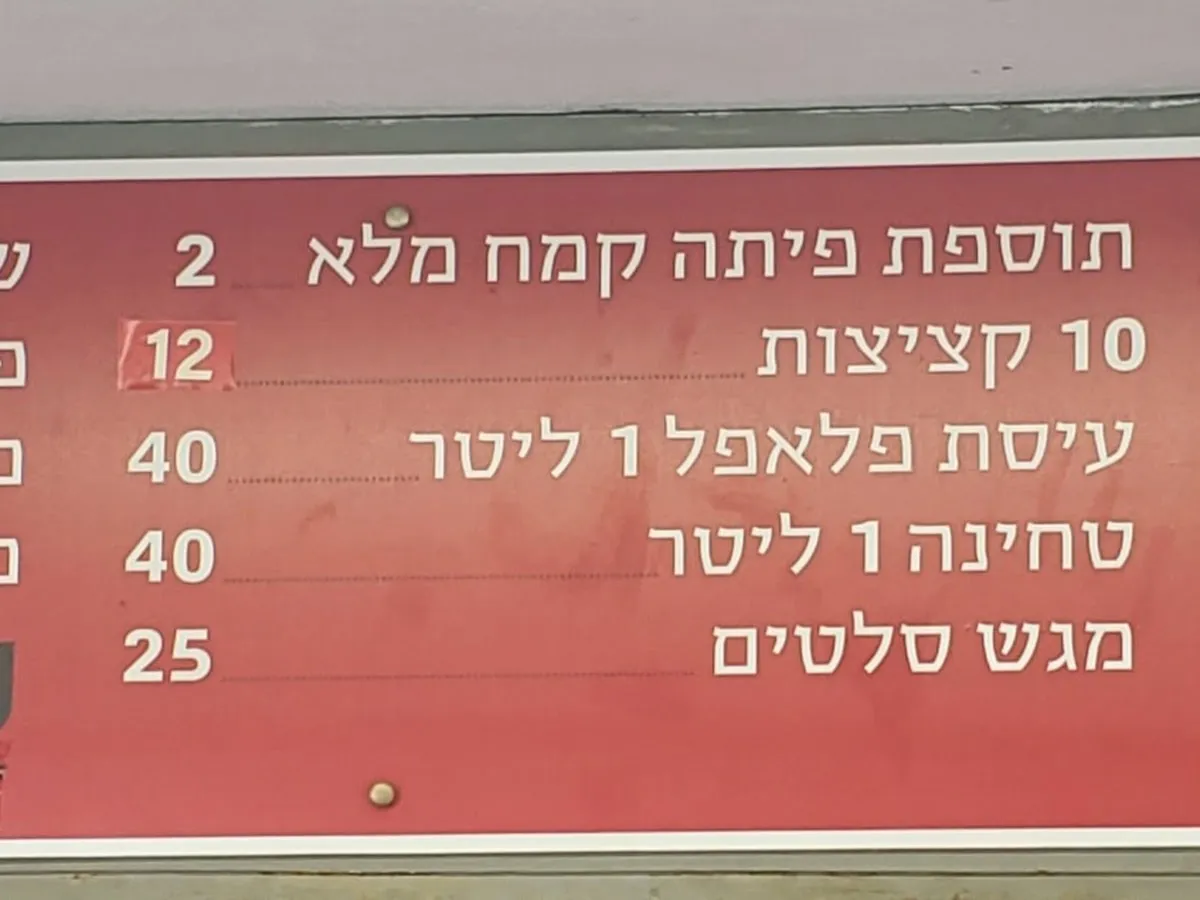 תוספת פיתה קמח מלא 2
10 קציצות 12
עיסת פלאפל 1 ליטר 40
טחינה 1 ליטר 40
מגש סלטים 25